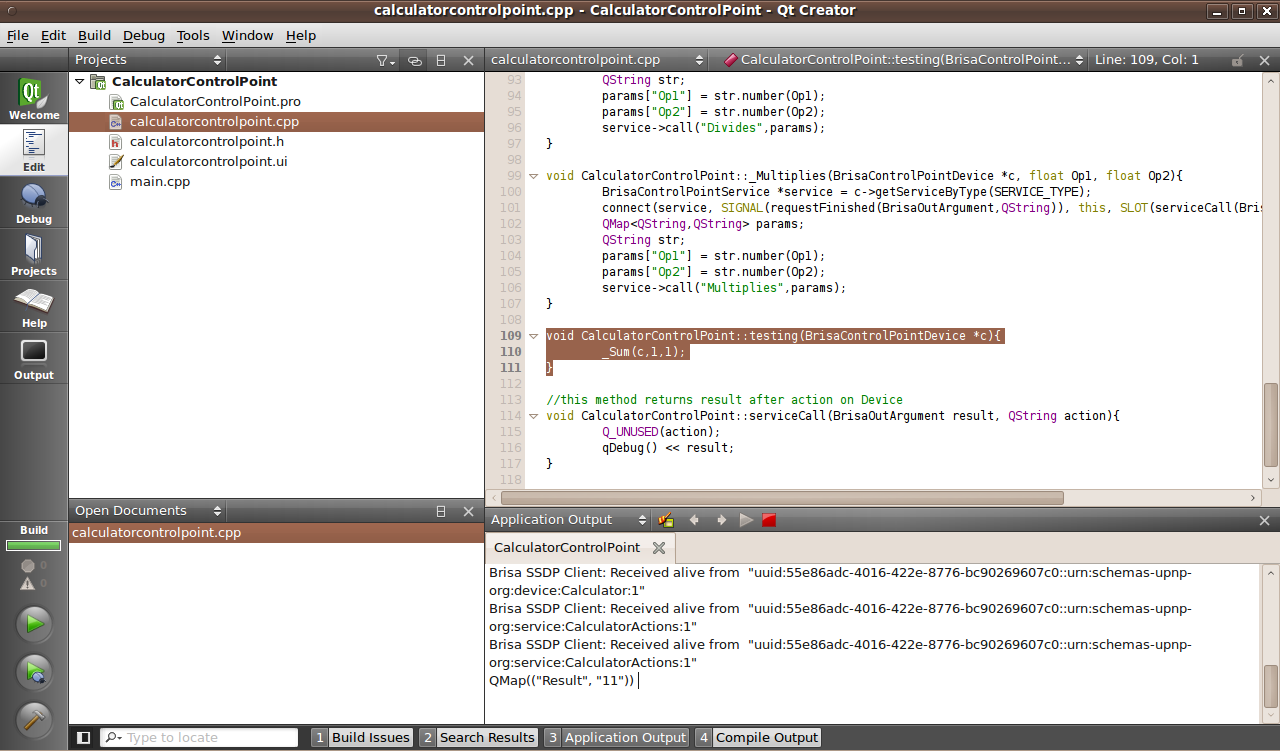 calculatorcontrolpoint.cpp - CalculatorControlPoint - Qt Creator
File Edit Build Debug Tools Window Help
Projects
calculatorcontrolpoint.cpp
CalculatorControlPoint::testing(BrisaControlPoint...
Line: 109, Col: 1
Qt
Welcome
Edit
Debug
Projects
Help
Output
Build
0
0
CalculatorControlPoint
CalculatorControlPoint.pro
calculatorcontrolpoint.cpp
calculatorcontrolpoint.h
calculatorcontrolpoint.ui
main.cpp
Open Documents
calculatorcontrolpoint.cpp
93 QString str;
94 params["Op1"] = str.number(Op1);
95 params["Op2"] = str.number(Op2);
96 service->call("Divides",params);
97 }
98
99 void CalculatorControlPoint::_Multiplies(BrisaControlPointDevice *c, float Op1, float Op2){
100 BrisaControlPointService *service = c->getServiceByType(SERVICE_TYPE);
101 connect(service, SIGNAL(requestFinished(BrisaOutArgument,QString)), this, SLOT(serviceCall(Bris
102 QMap<QString,QString> params;
103 QString str;
104 params["Op1"] = str.number(Op1);
105 params["Op2"] = str.number(Op2);
106 service->call("Multiplies",params);
107 }
108
109 void CalculatorControlPoint::testing(BrisaControlPointDevice *c){
110 _Sum(c,1,1);
111 }
112
113 //this method returns result after action on Device
114 void CalculatorControlPoint::serviceCall(BrisaOutArgument result, QString action){
115 Q_UNUSED(action);
116 qDebug() << result;
117 }
118
Application Output
CalculatorControlPoint
Brisa SSDP Client: Received alive from "uuid:55e86adc-4016-422e-8776-bc90269607c0::urn:schemas-upnp-
org:device:Calculator:1"
Brisa SSDP Client: Received alive from "uuid:55e86adc-4016-422e-8776-bc90269607c0::urn:schemas-upnp-
org:service:CalculatorActions:1"
Brisa SSDP Client: Received alive from "uuid:55e86adc-4016-422e-8776-bc90269607c0::urn:schemas-upnp-
org:service:CalculatorActions:1"
QMap(("Result", "11"))
Type to locate
1 Build Issues
2 Search Results
3 Application Output
4 Compile Output